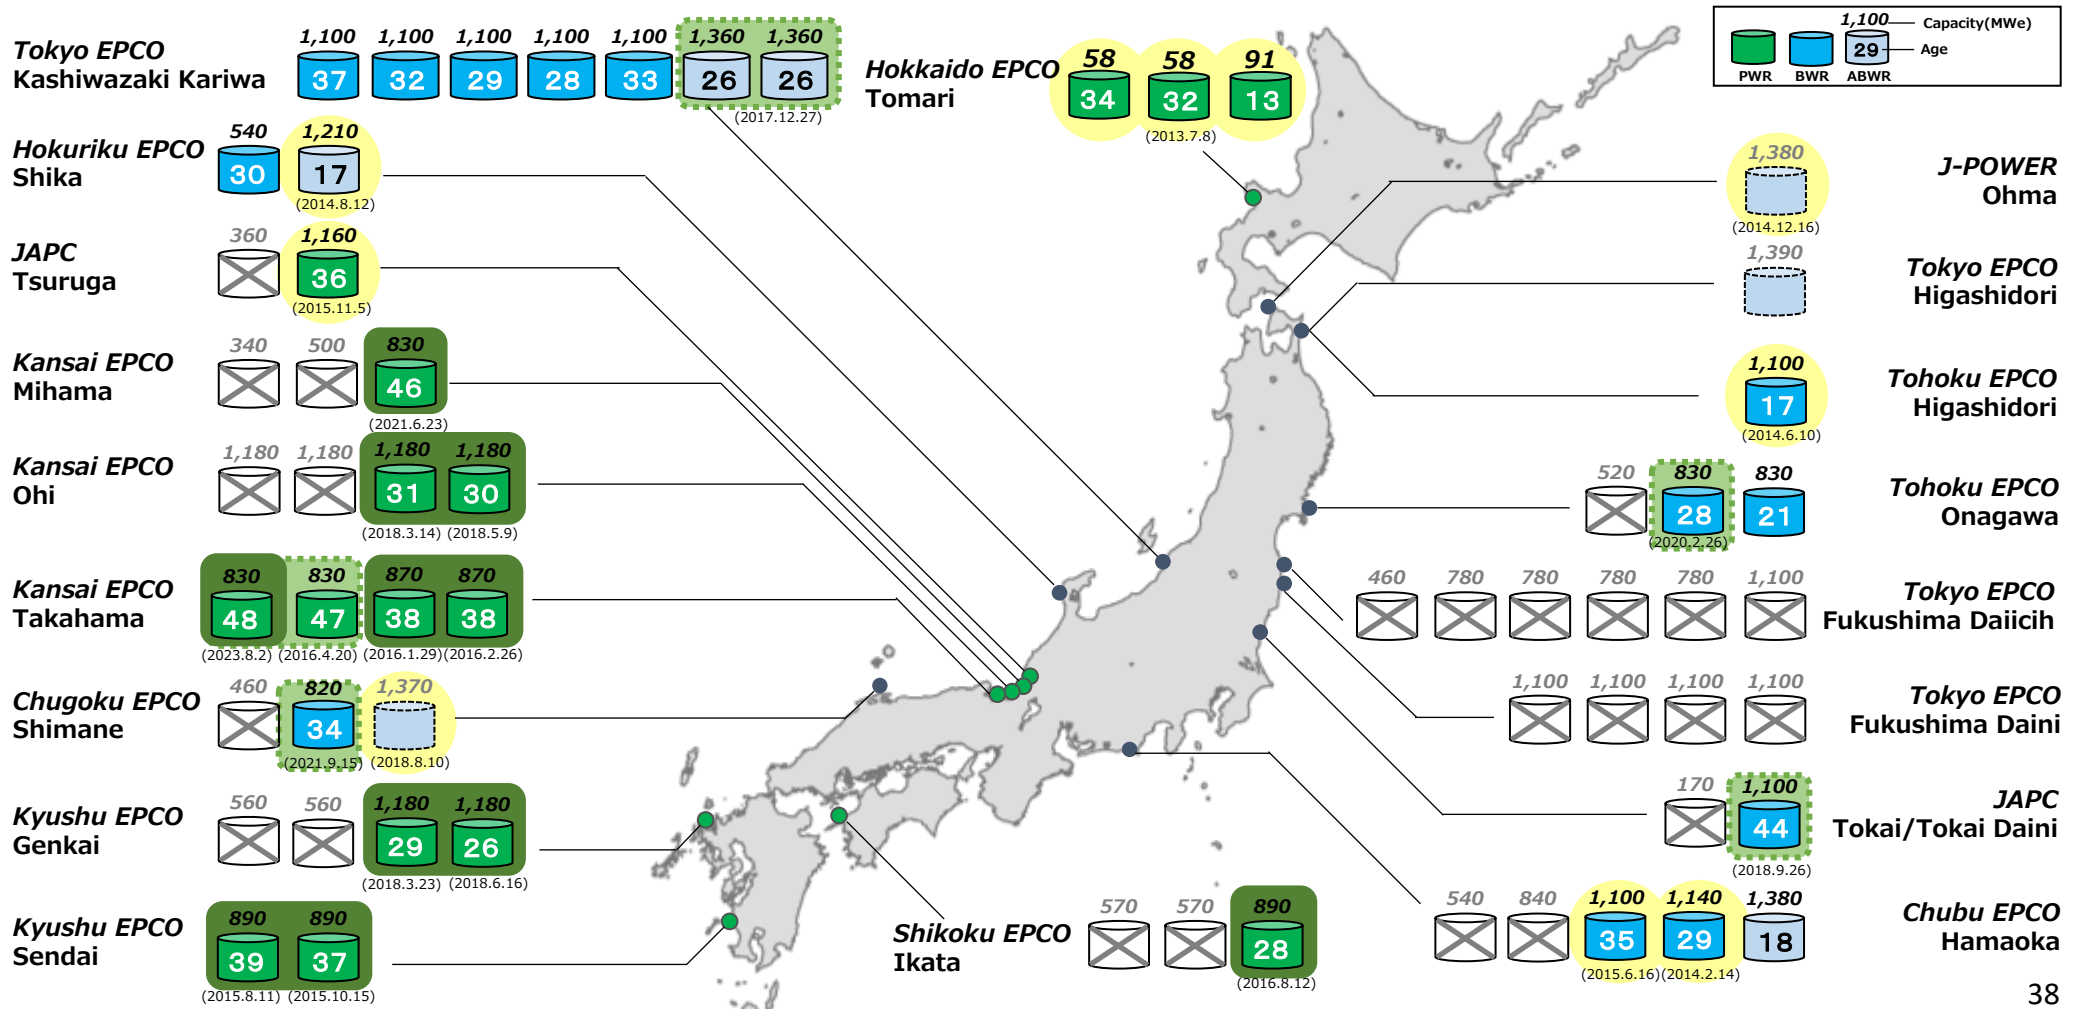 Tokyo EPCO
Kashiwazaki Kariwa
1,100 1,100 1,100 1,100 1,100 1,360 1,360
37 32 29 28 33 26 26
(2017.12.27)
Hokkaido EPCO
Tomari
58 58 91
34 32 13
(2013.7.8)
1,100 Capacity(MWe)
29 Age
PWR BWR ABWR
Hokuriku EPCO
Shika
540 1,210
30 17
(2014.8.12)
JAPC
Tsuruga
360 1,160
36
(2015.11.5)
Kansai EPCO
Mihama
340 500 830
46
(2021.6.23)
Kansai EPCO
Ohi
1,180 1,180 1,180 1,180
31 30
(2018.3.14) (2018.5.9)
Kansai EPCO
Takahama
830 830 870 870
48 47 38 38
(2023.8.2) (2016.4.20) (2016.1.29) (2016.2.26)
Chugoku EPCO
Shimane
460 820 1,370
34
(2021.9.15) (2018.8.10)
Kyushu EPCO
Genkai
560 560 1,180 1,180
29 26
(2018.3.23) (2018.6.16)
Kyushu EPCO
Sendai
890 890
39 37
(2015.8.11) (2015.10.15)
Shikoku EPCO
Ikata
570 570 890
28
(2016.8.12)
1,380
J-POWER
Ohma
(2014.12.16)
1,390
Tokyo EPCO
Higashidori
1,100
Tohoku EPCO
Higashidori
17
(2014.6.10)
520 830 830
Tohoku EPCO
Onagawa
28 21
(2020.2.26)
460 780 780 780 780 1,100
Tokyo EPCO
Fukushima Daiicih
1,100 1,100 1,100 1,100
Tokyo EPCO
Fukushima Daini
170 1,100
JAPC
Tokai/Tokai Daini
44
(2018.9.26)
540 840 1,100 1,140 1,380
Chubu EPCO
Hamaoka
35 29 18
(2015.6.16) (2014.2.14)
38